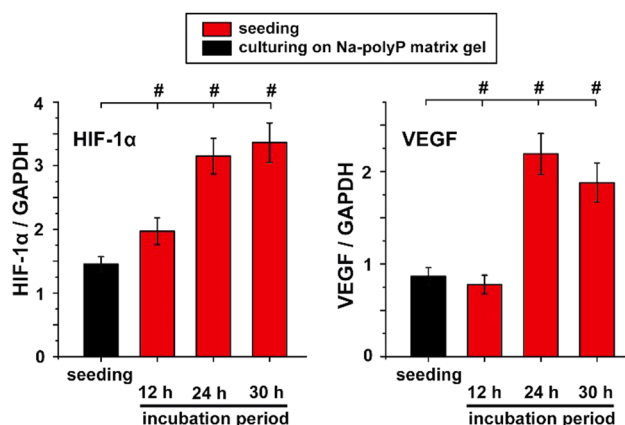 seeding
culturing on Na-polyP matrix gel
# # #
HIF-1α
HIF-1α / GAPDH
4
3
2
1
0
seeding
12 h 24 h 30 h
incubation period
# # #
VEGF
VEGF / GAPDH
2
1
0
seeding
12 h 24 h 30 h
incubation period